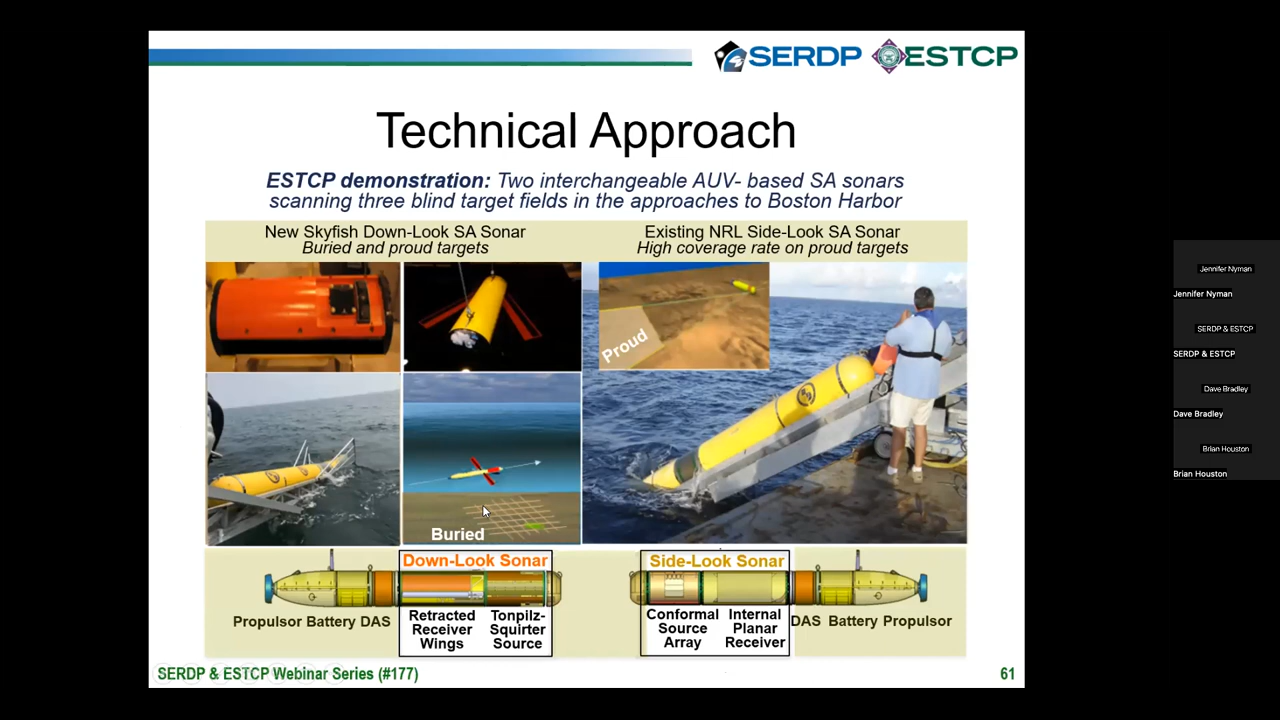 SERDP ESTCP
Technical Approach
ESTCP demonstration: Two interchangeable AUV- based SA sonars
scanning three blind target fields in the approaches to Boston Harbor
New Skyfish Down-Look SA Sonar
Buried and proud targets
Existing NRL Side-Look SA Sonar
High coverage rate on proud targets
Proud
Buried
Down-Look Sonar
Propulsor Battery DAS
Retracted
Receiver
Wings
Tonpilz-
Squirter
Source
Side-Look Sonar
Conformal
Source
Array
Internal
Planar
Receiver
DAS Battery Propulsor
SERDP & ESTCP Webinar Series (#177)
61
Jennifer Nyman
Jennifer Nyman
SERDP & ESTCP
SERDP & ESTCP
Dave Bradley
Dave Bradley
Brian Houston
Brian Houston